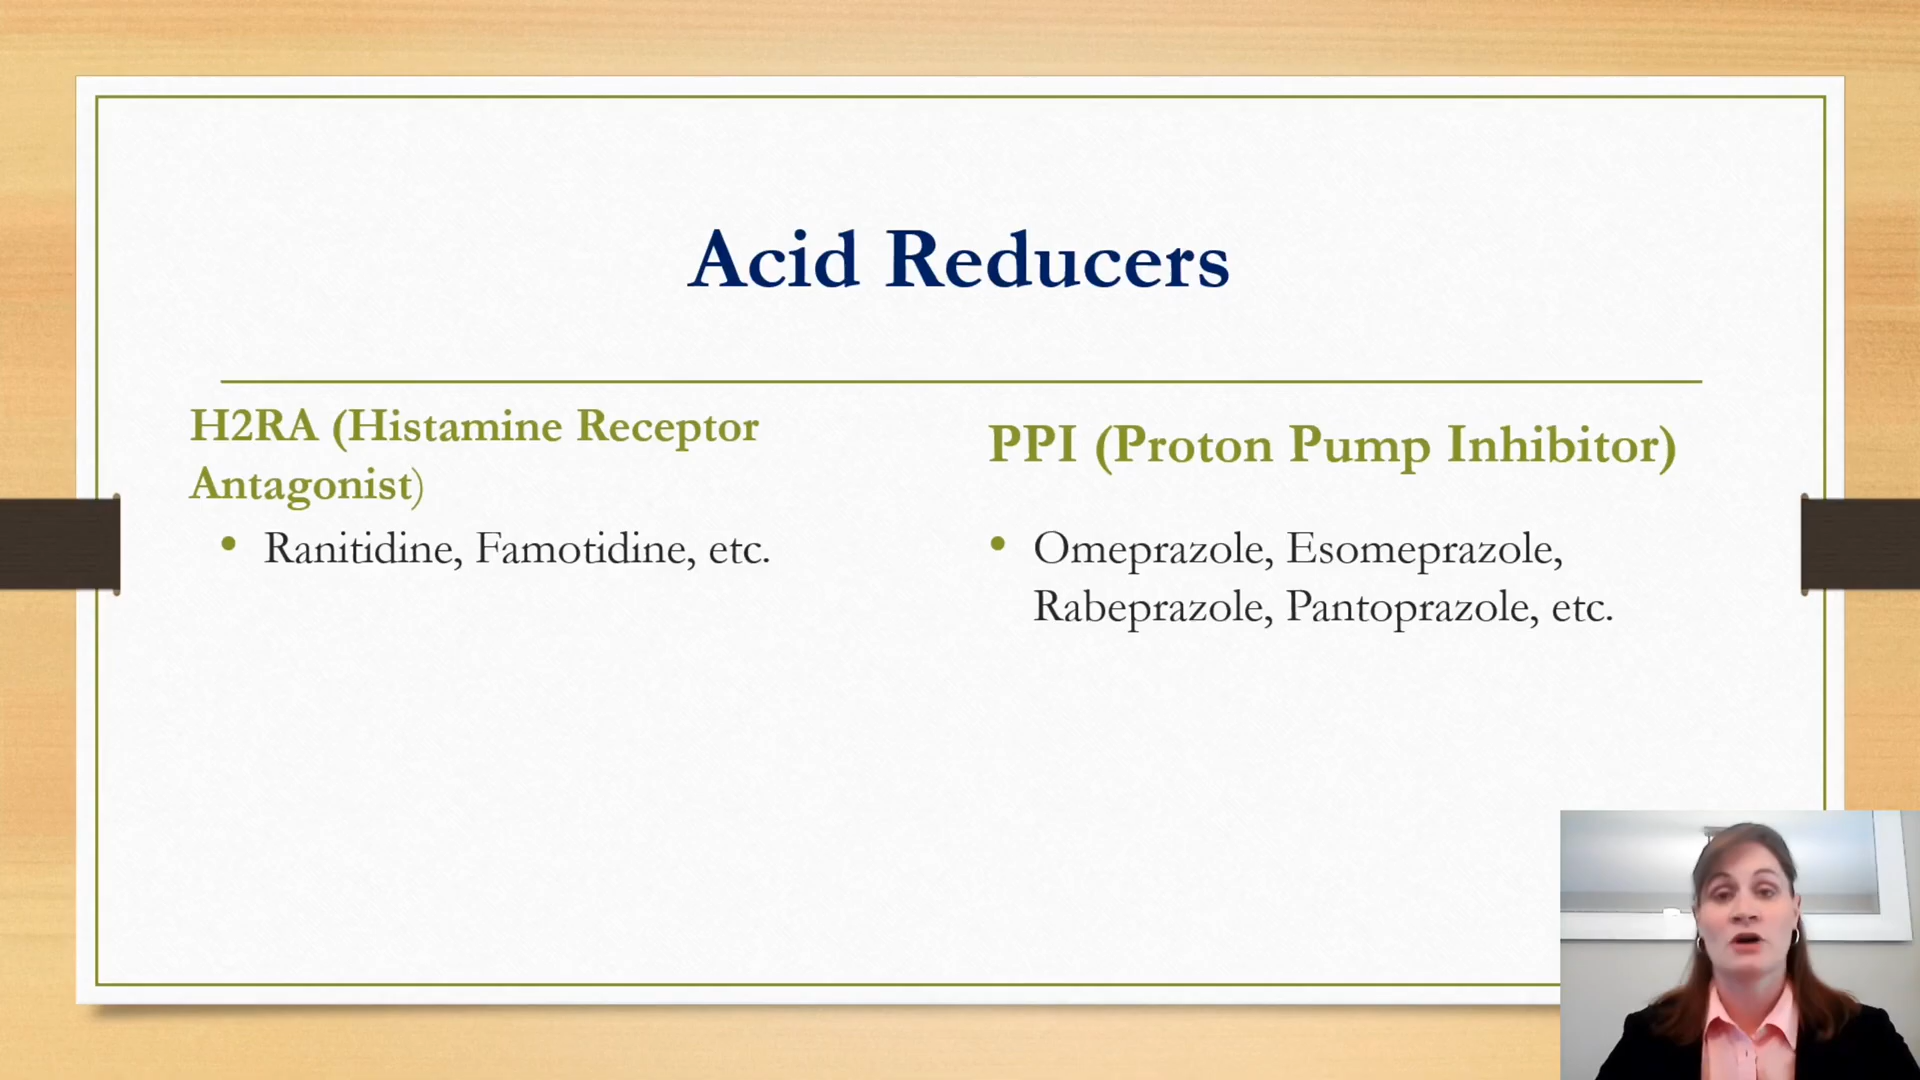 Acid Reducers
H2RA (Histamine Receptor
Antagonist)
• Ranitidine, Famotidine, etc.
PPI (Proton Pump Inhibitor)
• Omeprazole, Esomeprazole,
Rabeprazole, Pantoprazole, etc.